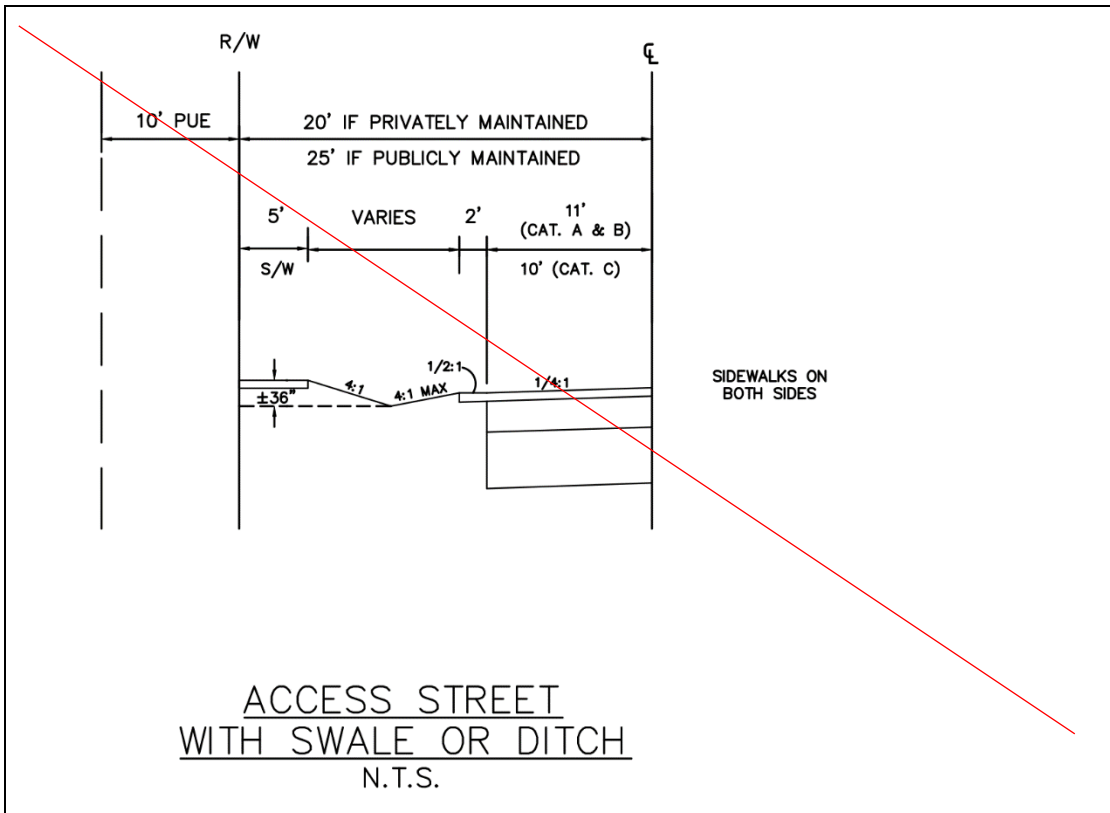 R/W
℄
10' PUE
20' IF PRIVATELY MAINTAINED
25' IF PUBLICLY MAINTAINED
5'
VARIES
2'
11'
(CAT. A & B)
S/W
10' (CAT. C)
±36"
4:1
4:1 MAX
1/2:1
1/4:1
SIDEWALKS ON
BOTH SIDES
ACCESS STREET
WITH SWALE OR DITCH
N.T.S.